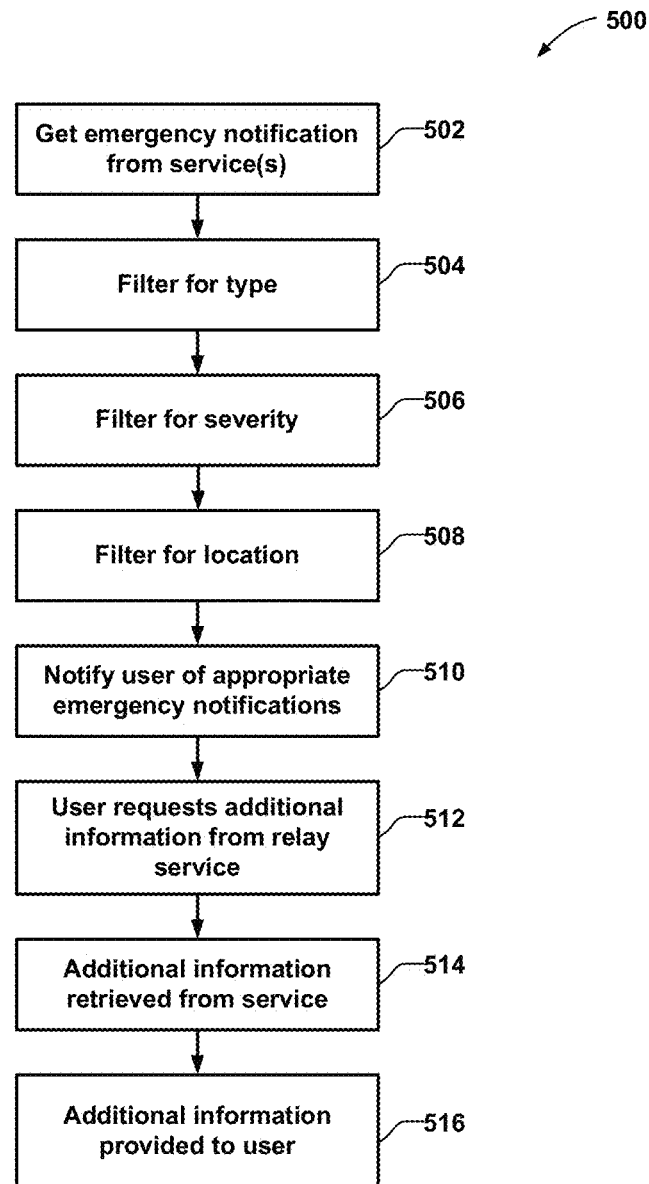 500
Get emergency notification
from service(s)
502
Filter for type
504
Filter for severity
506
Filter for location
508
Notify user of appropriate
emergency notifications
510
User requests additional
information from relay
service
512
Additional information
retrieved from service
514
Additional information
provided to user
516